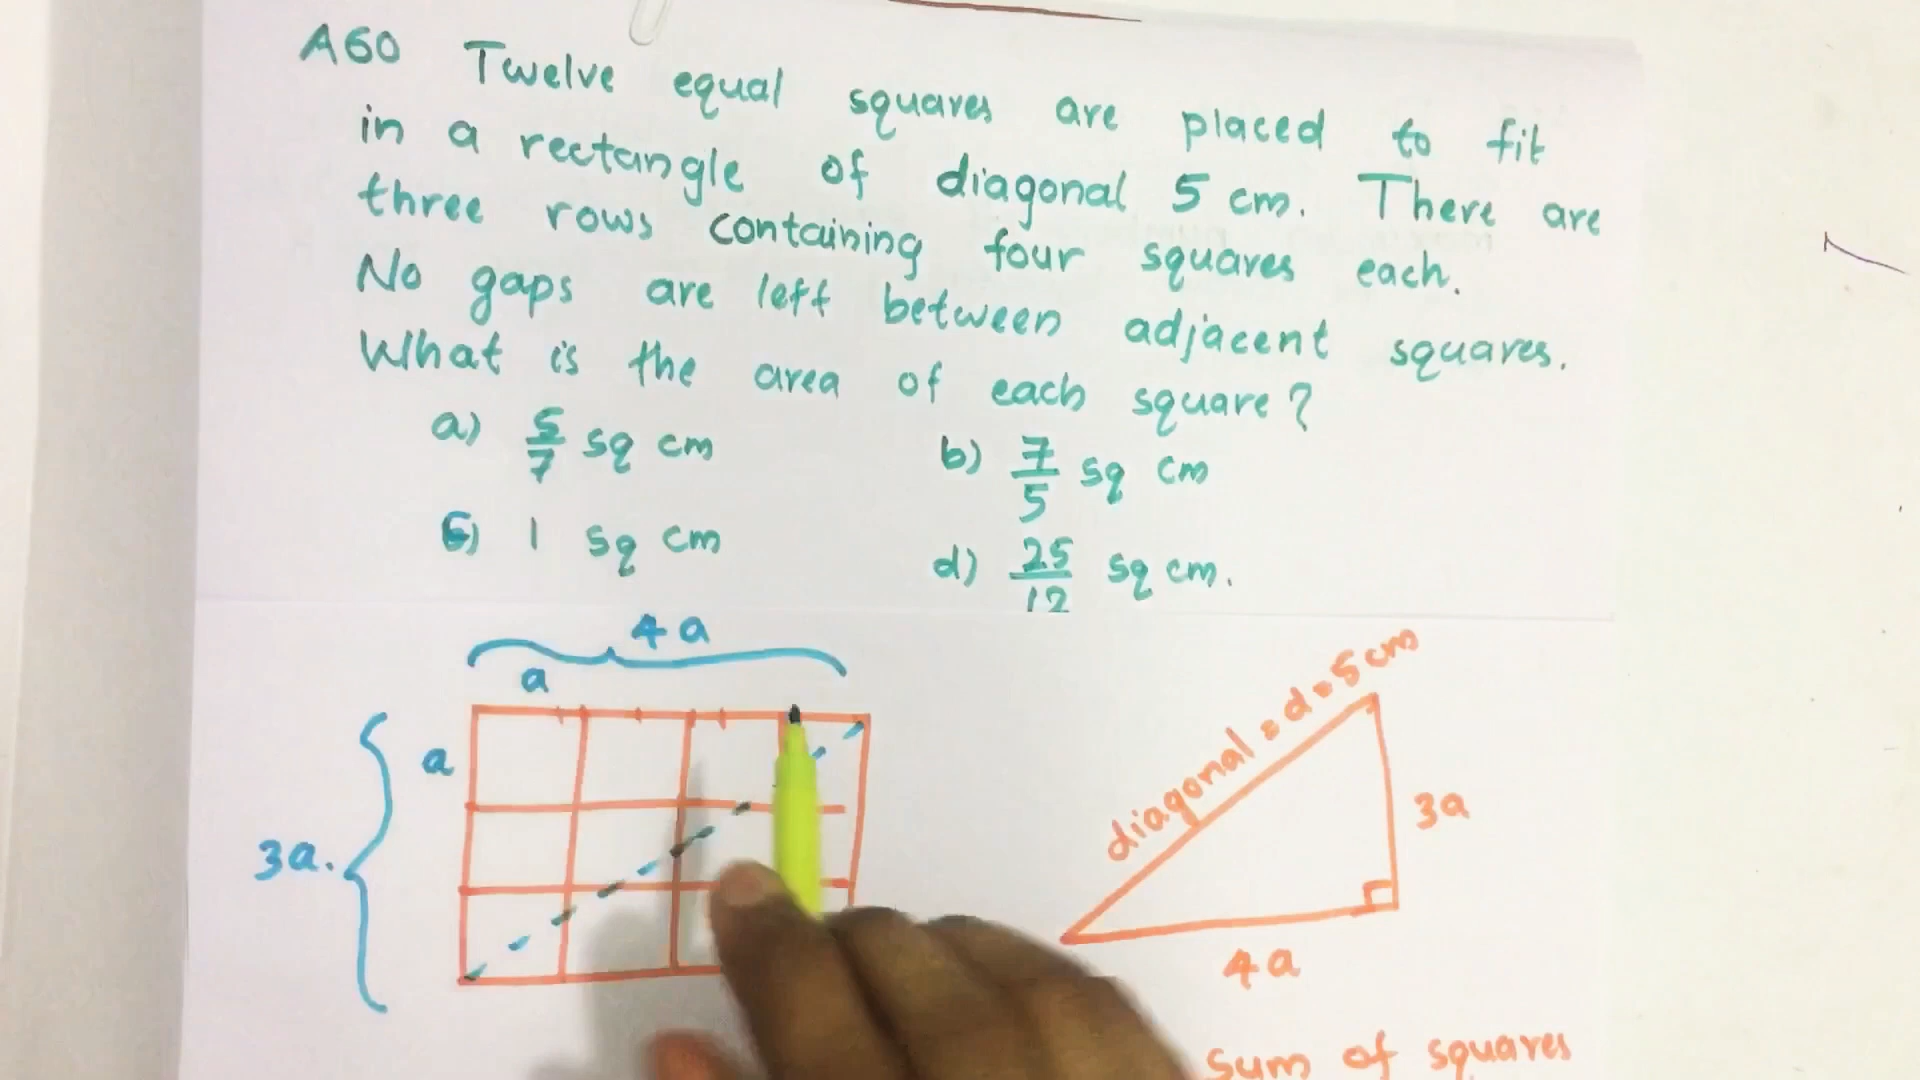 A60 Twelve equal squares are placed to fit
in a rectangle of diagonal 5 cm. There are
three rows containing four squares each.
No gaps are left between adjacent squares.
What is the area of each square?
a) 5/7 sq cm b) 7/5 sq cm
c) 1 sq cm d) 25/12 sq cm.
4a
a
a
3a.
diagonal = d = 5cm
3a
4a
Sum of squares